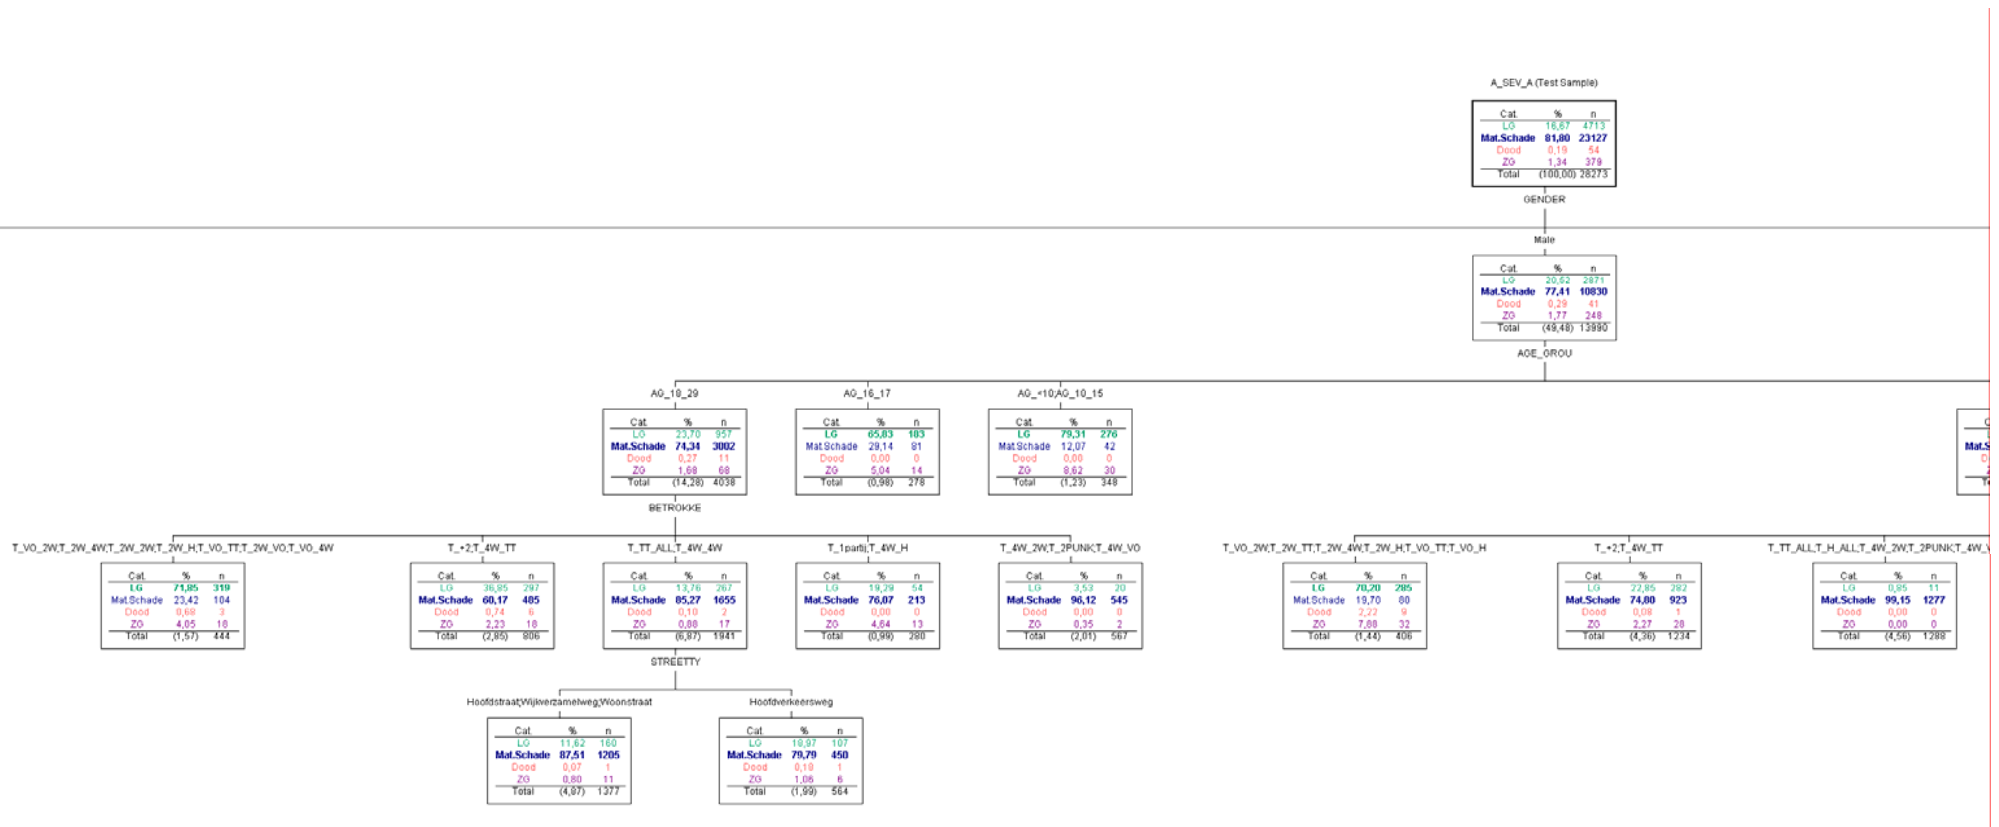 A_SEV_A (Test Sample)
Cat. % n
LG 16,67 4713
Mat.Schade 81,80 23127
Dood 0,19 54
ZG 1,34 379
Total (100,00) 28273
GENDER
Male
Cat. % n
LG 20,52 2871
Mat.Schade 77,41 10830
Dood 0,29 41
ZG 1,77 248
Total (49,48) 13990
AGE_GROU
AG_18_29
Cat. % n
LG 23,70 957
Mat.Schade 74,34 3002
Dood 0,27 11
ZG 1,68 68
Total (14,28) 4038
BETROKKE
AG_16_17
Cat. % n
LG 65,83 183
Mat.Schade 29,14 81
Dood 0,00 0
ZG 5,04 14
Total (0,98) 278
AG_<10;AG_10_15
Cat. % n
LG 79,31 276
Mat.Schade 12,07 42
Dood 0,00 0
ZG 8,62 30
Total (1,23) 348
T_VO_2W;T_2W_4W;T_2W_2W;T_2W_H;T_VO_TT;T_2W_VO;T_VO_4W
Cat. % n
LG 71,85 319
Mat.Schade 23,42 104
Dood 0,68 3
ZG 4,05 18
Total (1,57) 444
T_+2;T_4W_TT
Cat. % n
LG 36,85 297
Mat.Schade 60,17 485
Dood 0,74 6
ZG 2,23 18
Total (2,85) 806
T_TT_ALL;T_4W_4W
Cat. % n
LG 13,76 267
Mat.Schade 85,27 1655
Dood 0,10 2
ZG 0,88 17
Total (6,87) 1941
STREETTY
T_1partij;T_4W_H
Cat. % n
LG 19,29 54
Mat.Schade 76,07 213
Dood 0,00 0
ZG 4,64 13
Total (0,99) 280
T_4W_2W;T_2PUNK;T_4W_VO
Cat. % n
LG 3,53 20
Mat.Schade 96,12 545
Dood 0,00 0
ZG 0,35 2
Total (2,01) 567
T_VO_2W;T_2W_TT;T_2W_4W;T_2W_H;T_VO_TT;T_VO_H
Cat. % n
LG 70,20 285
Mat.Schade 19,70 80
Dood 2,22 9
ZG 7,88 32
Total (1,44) 406
T_+2;T_4W_TT
Cat. % n
LG 22,85 282
Mat.Schade 74,80 923
Dood 0,08 1
ZG 2,27 28
Total (4,36) 1234
T_TT_ALL;T_H_ALL;T_4W_2W;T_2PUNK;T_4W_V
Cat. % n
LG 0,85 11
Mat.Schade 99,15 1277
Dood 0,00 0
ZG 0,00 0
Total (4,56) 1288
Hoofdstraat;Wijkverzamelweg;Woonstraat
Cat. % n
LG 11,62 160
Mat.Schade 87,51 1205
Dood 0,07 1
ZG 0,80 11
Total (4,87) 1377
Hoofdverkeersweg
Cat. % n
LG 18,97 107
Mat.Schade 79,79 450
Dood 0,18 1
ZG 1,06 6
Total (1,99) 564